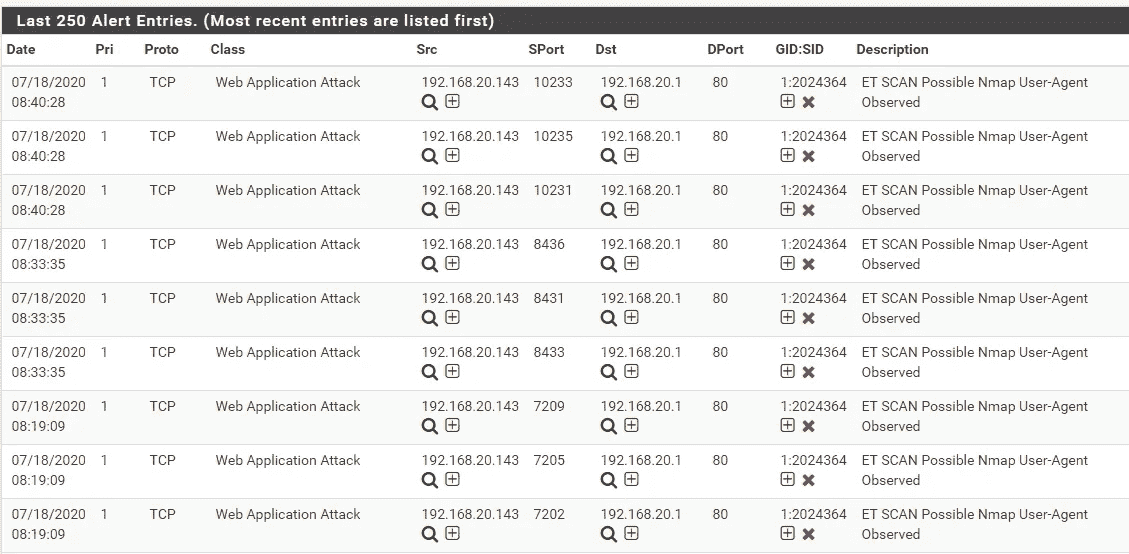 Last 250 Alert Entries. (Most recent entries are listed first)
Date Pri Proto Class Src SPort Dst DPort GID:SID Description
07/18/2020 1 TCP Web Application Attack 192.168.20.143 10233 192.168.20.1 80 1:2024364 ET SCAN Possible Nmap User-Agent
08:40:28 Observed
07/18/2020 1 TCP Web Application Attack 192.168.20.143 10235 192.168.20.1 80 1:2024364 ET SCAN Possible Nmap User-Agent
08:40:28 Observed
07/18/2020 1 TCP Web Application Attack 192.168.20.143 10231 192.168.20.1 80 1:2024364 ET SCAN Possible Nmap User-Agent
08:40:28 Observed
07/18/2020 1 TCP Web Application Attack 192.168.20.143 8436 192.168.20.1 80 1:2024364 ET SCAN Possible Nmap User-Agent
08:33:35 Observed
07/18/2020 1 TCP Web Application Attack 192.168.20.143 8431 192.168.20.1 80 1:2024364 ET SCAN Possible Nmap User-Agent
08:33:35 Observed
07/18/2020 1 TCP Web Application Attack 192.168.20.143 8433 192.168.20.1 80 1:2024364 ET SCAN Possible Nmap User-Agent
08:33:35 Observed
07/18/2020 1 TCP Web Application Attack 192.168.20.143 7209 192.168.20.1 80 1:2024364 ET SCAN Possible Nmap User-Agent
08:19:09 Observed
07/18/2020 1 TCP Web Application Attack 192.168.20.143 7205 192.168.20.1 80 1:2024364 ET SCAN Possible Nmap User-Agent
08:19:09 Observed
07/18/2020 1 TCP Web Application Attack 192.168.20.143 7202 192.168.20.1 80 1:2024364 ET SCAN Possible Nmap User-Agent
08:19:09 Observed